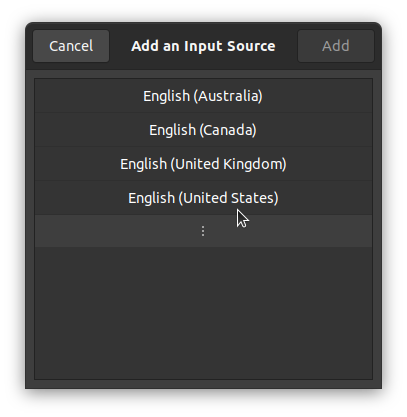 Cancel Add an Input Source Add
English (Australia)
English (Canada)
English (United Kingdom)
English (United States)